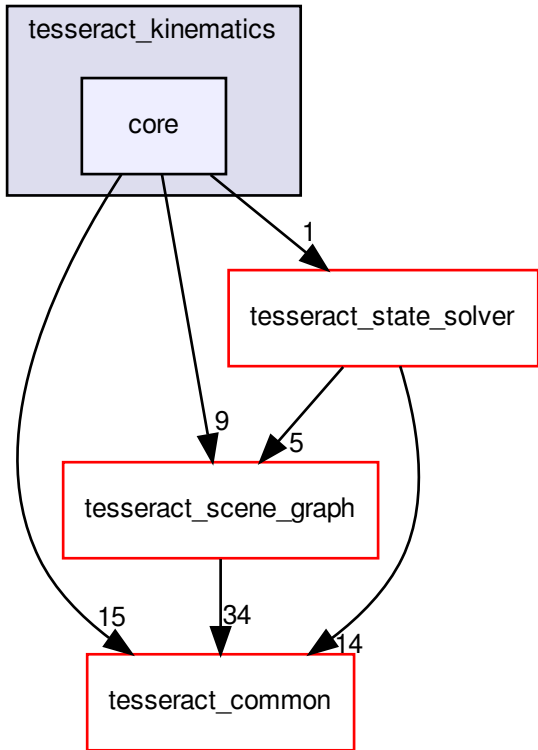 tesseract_kinematics
core
1
tesseract_state_solver
9
5
tesseract_scene_graph
15
34
14
tesseract_common